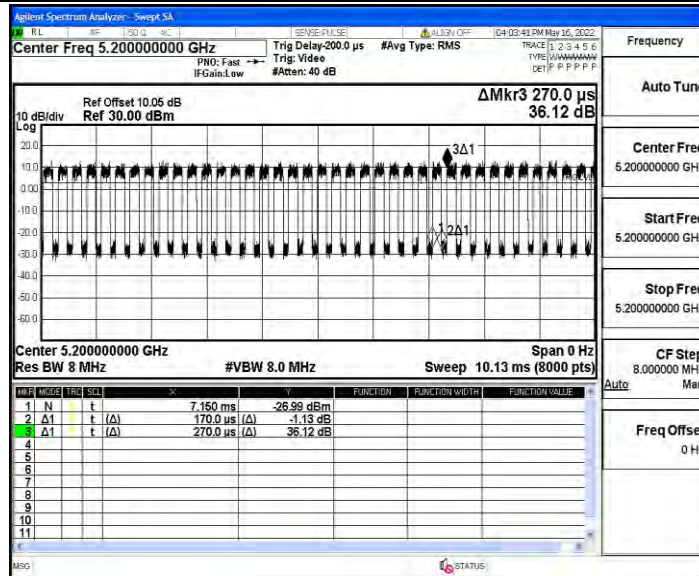 Agilent Spectrum Analyzer - Swept SA
RL RF 50 Ω AC SENSE:PULSE ALIGN OFF 04:03:41 PM May 16, 2022
Center Freq 5.200000000 GHz
PNO: Fast
IFGain:Low
Trig Delay-200.0 µs
Trig: Video
#Atten: 40 dB
#Avg Type: RMS
TRACE 1 2 3 4 5 6
TYPE WWWWWW
DET P P P P P P
Frequency
Auto Tune
ΔMkr3 270.0 µs
36.12 dB
Ref Offset 10.05 dB
10 dB/div Ref 30.00 dBm
Log
20.0
10.0
0.00
-10.0
-20.0
-30.0
-40.0
-50.0
-60.0
3Δ1
1
2Δ1
Center Freq
5.200000000 GH
Start Freq
5.200000000 GH
Stop Freq
5.200000000 GH
CF Step
8.000000 MH
Auto Ma
Freq Offse
0 H
Center 5.200000000 GHz Span 0 Hz
Res BW 8 MHz #VBW 8.0 MHz Sweep 10.13 ms (8000 pts)
MKR MODE TRC SCL X Y FUNCTION FUNCTION WIDTH FUNCTION VALUE
1 N t 7.150 ms -26.99 dBm
2 Δ1 t (Δ) 170.0 µs (Δ) -1.13 dB
3 Δ1 t (Δ) 270.0 µs (Δ) 36.12 dB
4
5
6
7
8
9
10
11
MSG STATUS